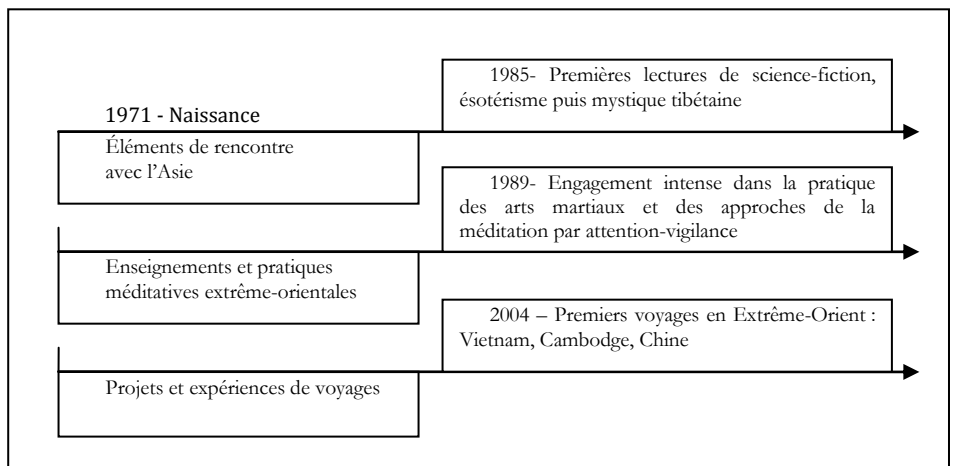 1985- Premières lectures de science-fiction,
ésotérisme puis mystique tibétaine
1971 - Naissance
Éléments de rencontre
avec l’Asie
1989- Engagement intense dans la pratique
des arts martiaux et des approches de la
méditation par attention-vigilance
Enseignements et pratiques
méditatives extrême-orientales
2004 – Premiers voyages en Extrême-Orient :
Vietnam, Cambodge, Chine
Projets et expériences de voyages